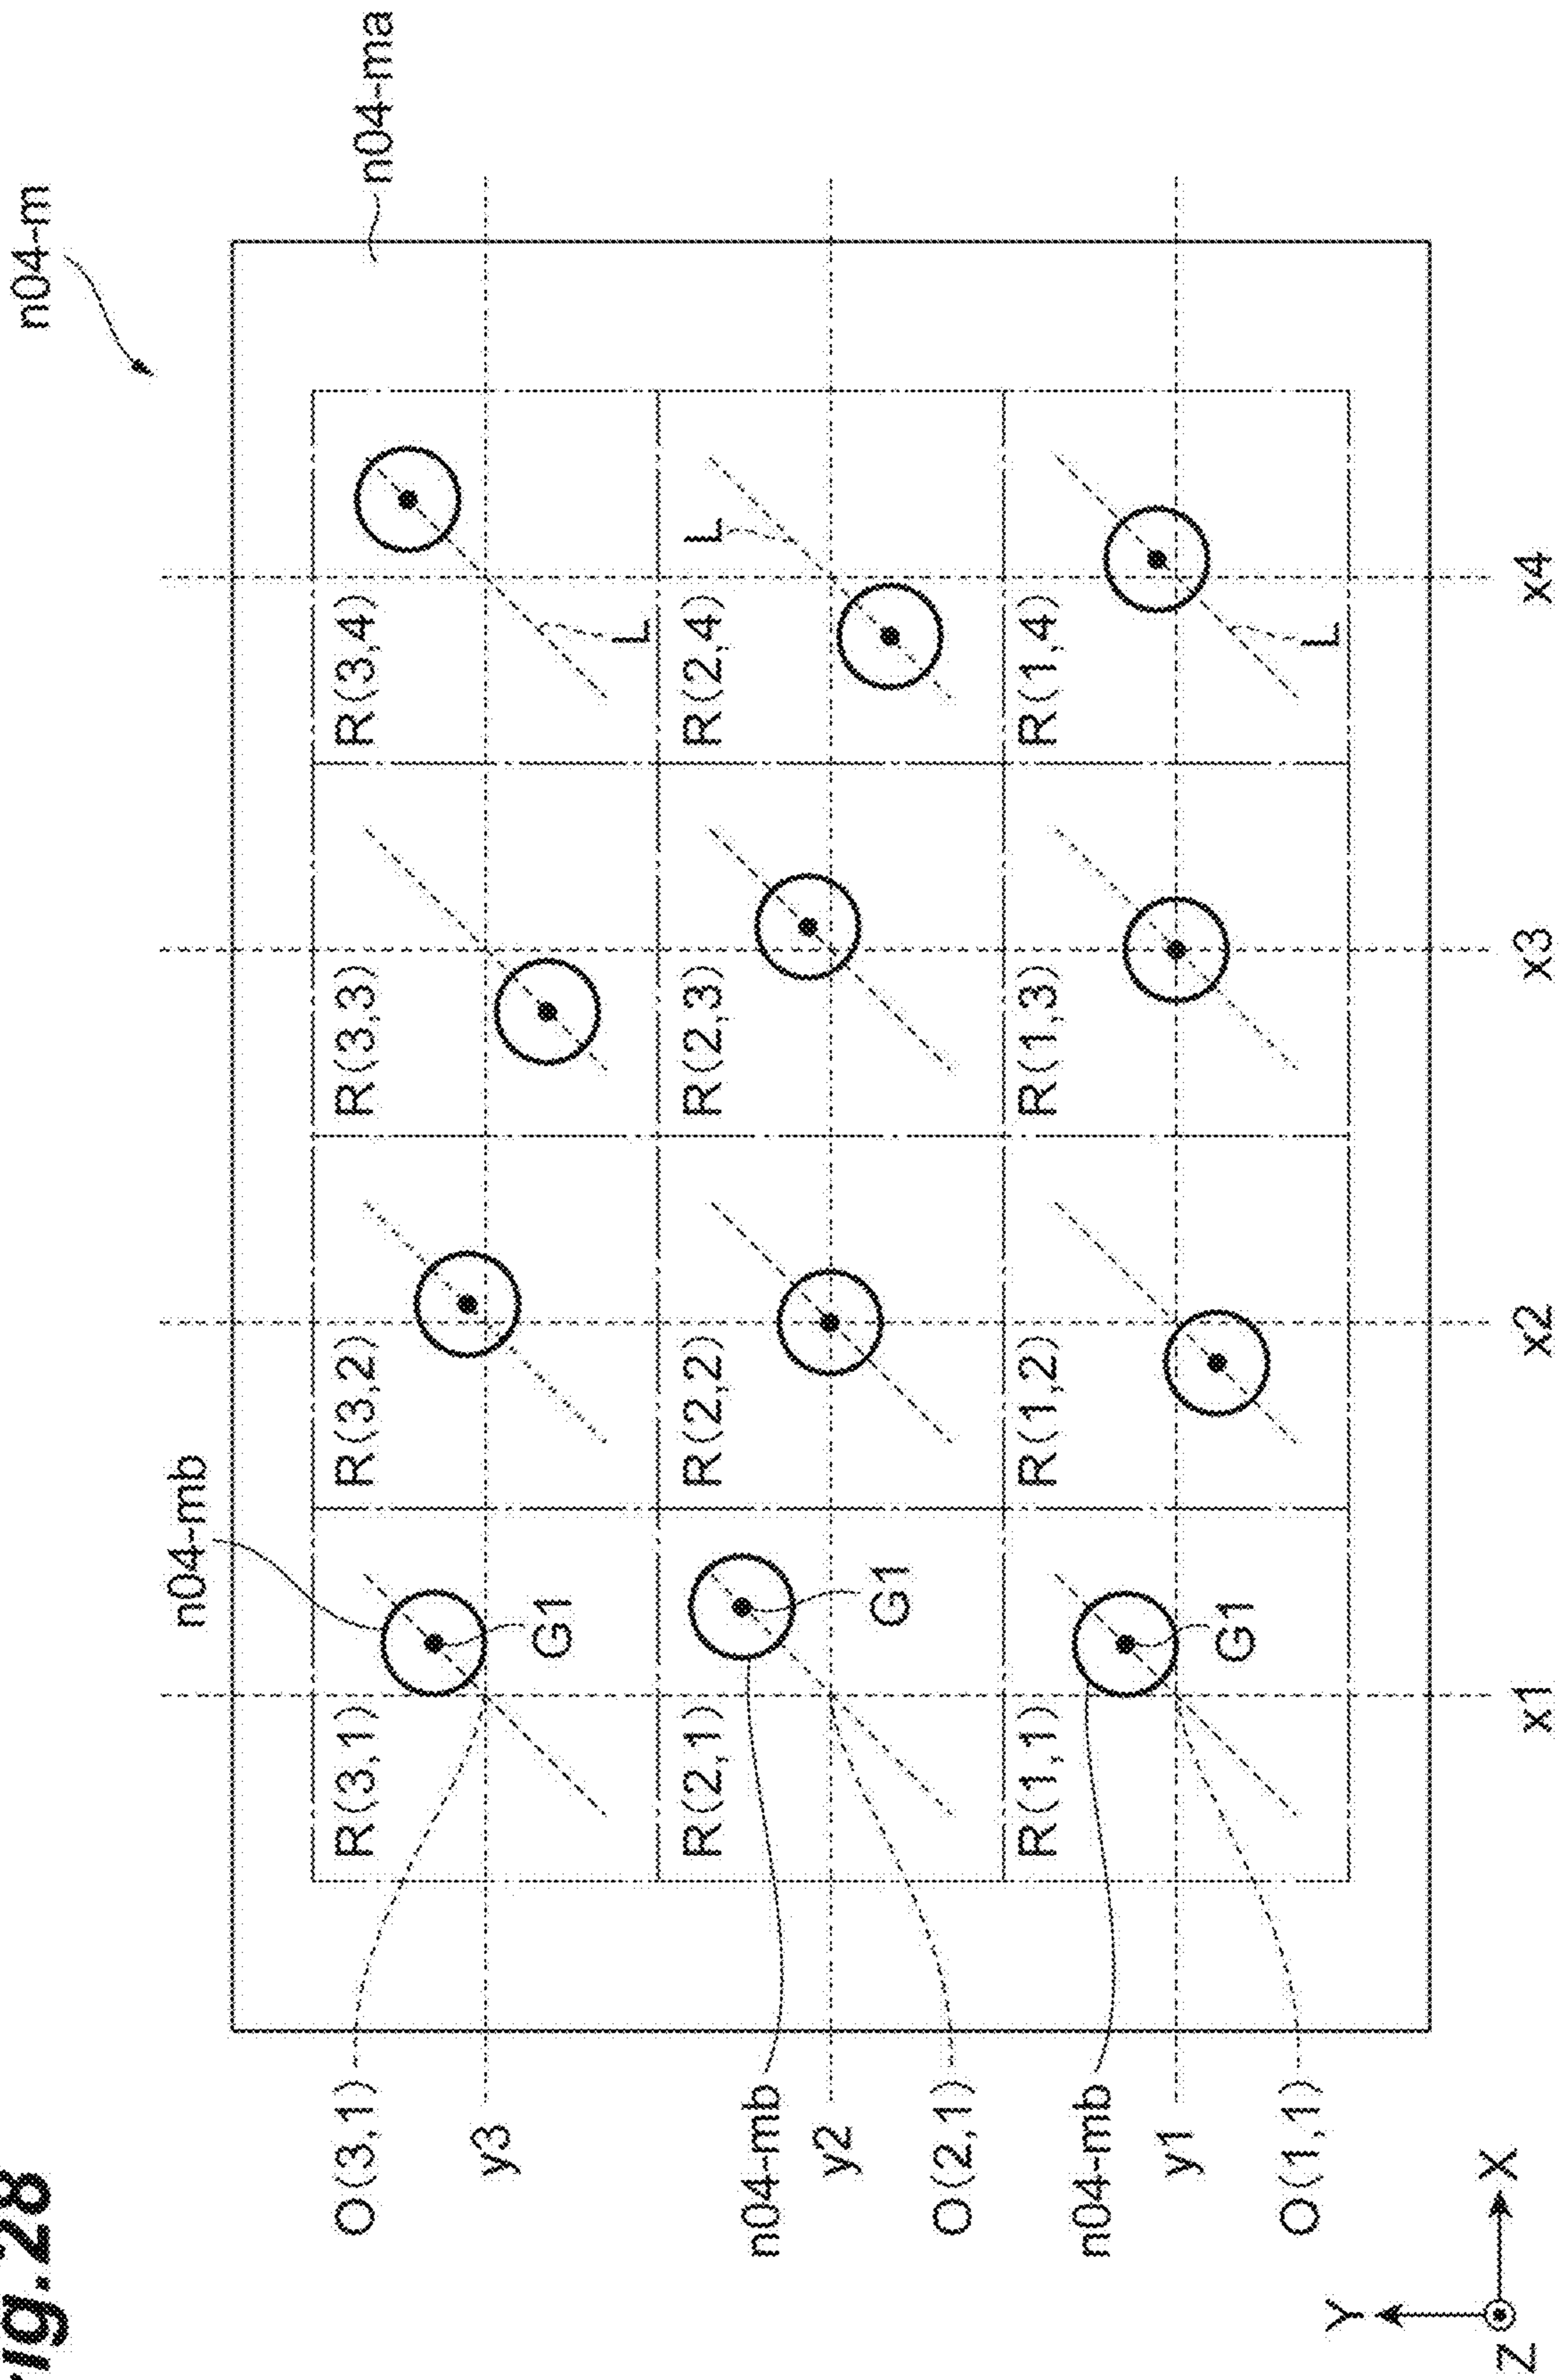 Fig.28
n04-m
n04-ma
n04-mb
O(3,1)
y3
R(3,1)
R(3,2)
R(3,3)
R(3,4)
G1
L
n04-mb
y2
O(2,1)
R(2,1)
R(2,2)
R(2,3)
R(2,4)
L
G1
n04-mb
y1
O(1,1)
R(1,1)
R(1,2)
R(1,3)
R(1,4)
G1
L
x1
x2
x3
x4
Y
Z
X